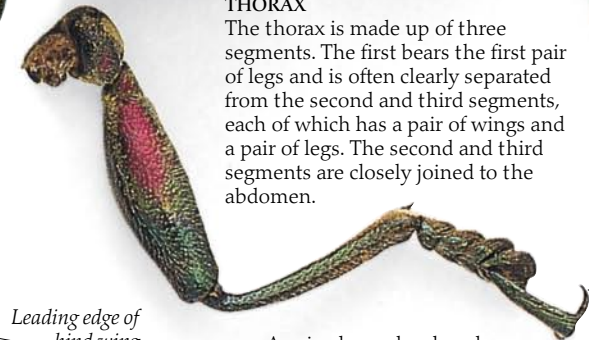 THORAX
The thorax is made up of three
segments. The first bears the first pair
of legs and is often clearly separated
from the second and third segments,
each of which has a pair of wings and
a pair of legs. The second and third
segments are closely joined to the
abdomen.
Leading edge of
hind wing